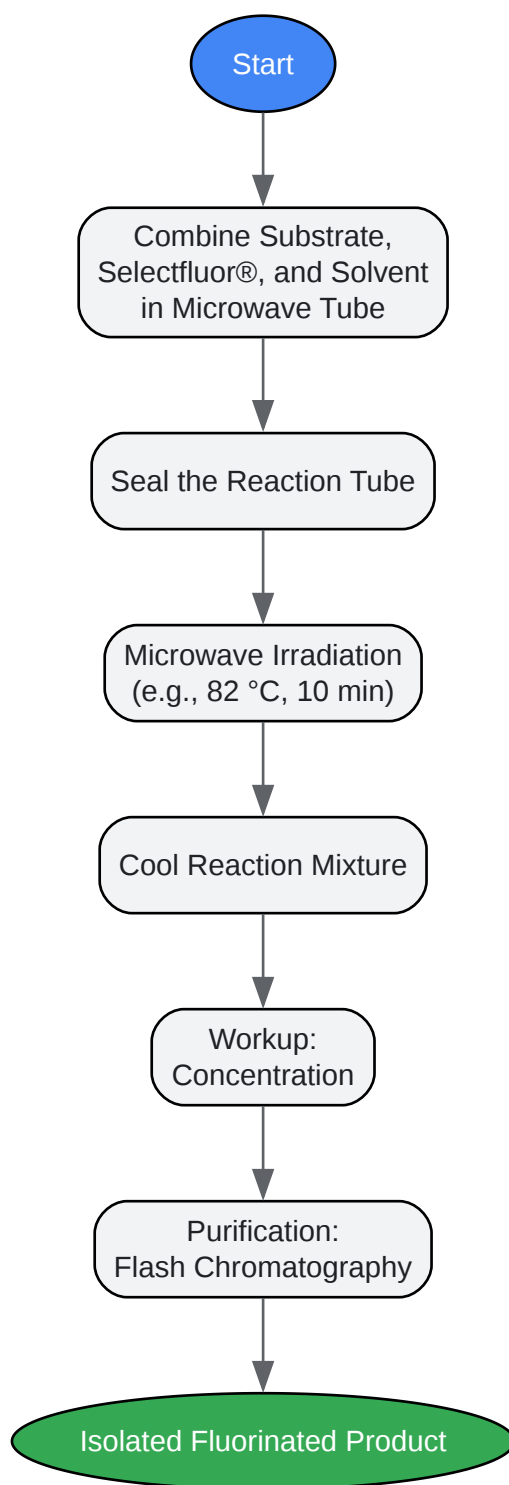 Start
Combine Substrate,
Selectfluor®, and Solvent
in Microwave Tube
Seal the Reaction Tube
Microwave Irradiation
(e.g., 82 °C, 10 min)
Cool Reaction Mixture
Workup:
Concentration
Purification:
Flash Chromatography
Isolated Fluorinated Product